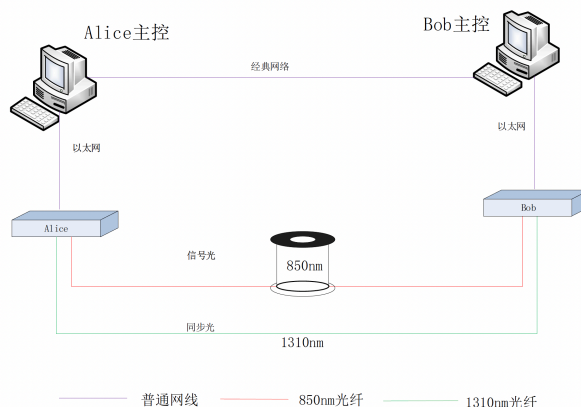 Alice主控
Bob主控
经典网络
以太网
以太网
Alice
Bob
信号光
850nm
同步光
1310nm
普通网线
850nm光纤
1310nm光纤